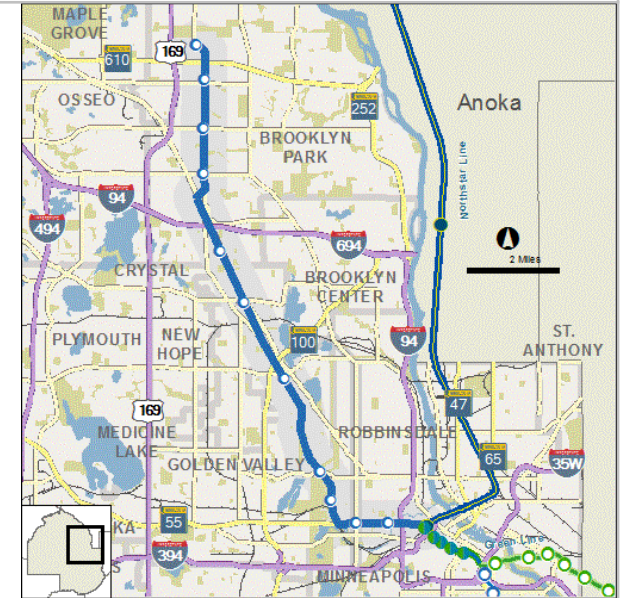 MAPLE
GROVE
169
610
OSSEO
252
Anoka
BROOKLYN
PARK
Northstar Line
94
494
694
2 Miles
CRYSTAL
BROOKLYN
CENTER
PLYMOUTH
NEW
HOPE
100
94
ST.
ANTHONY
169
47
MEDICINE
LAKE
ROBBINSDALE
GOLDEN VALLEY
65
35W
55
KA
S
394
Green Line
MINNEAPOLIS